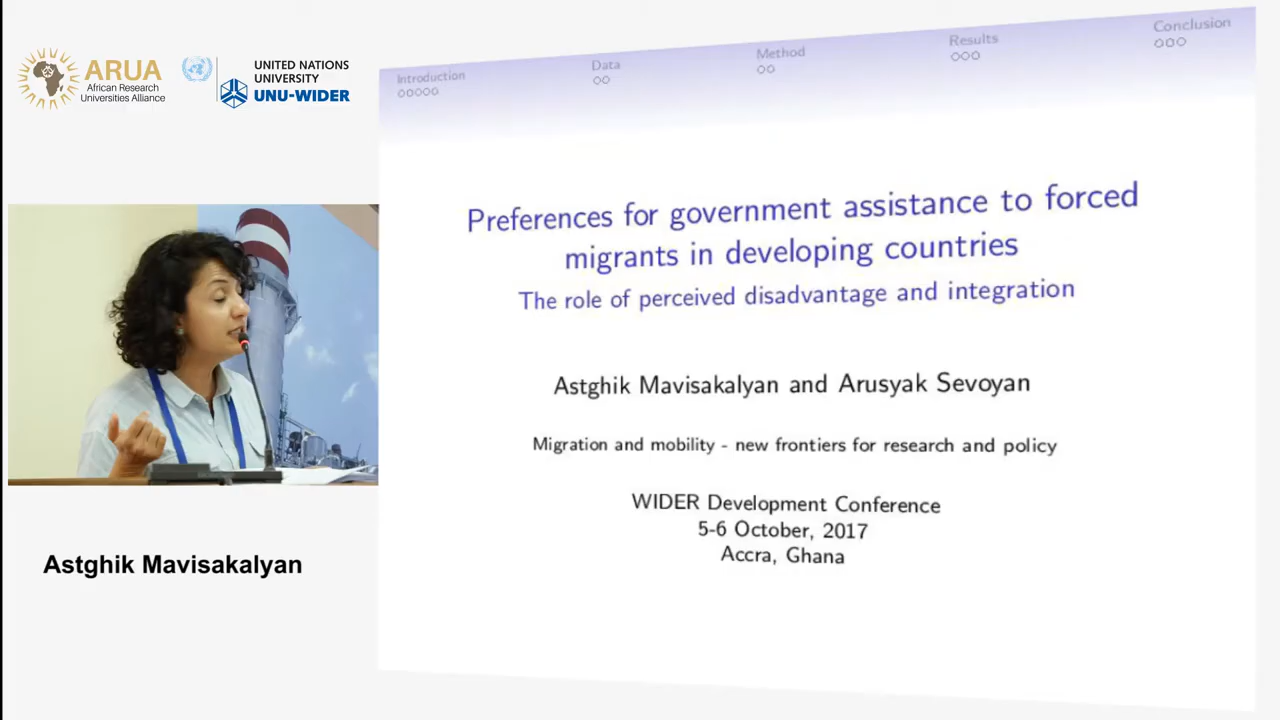 ARUA
African Research
Universities Alliance
UNITED NATIONS
UNIVERSITY
UNU-WIDER
Introduction
Data
Method
Results
Conclusion
Preferences for government assistance to forced
migrants in developing countries
The role of perceived disadvantage and integration
Astghik Mavisakalyan and Arusyak Sevoyan
Migration and mobility - new frontiers for research and policy
WIDER Development Conference
5-6 October, 2017
Accra, Ghana
Astghik Mavisakalyan